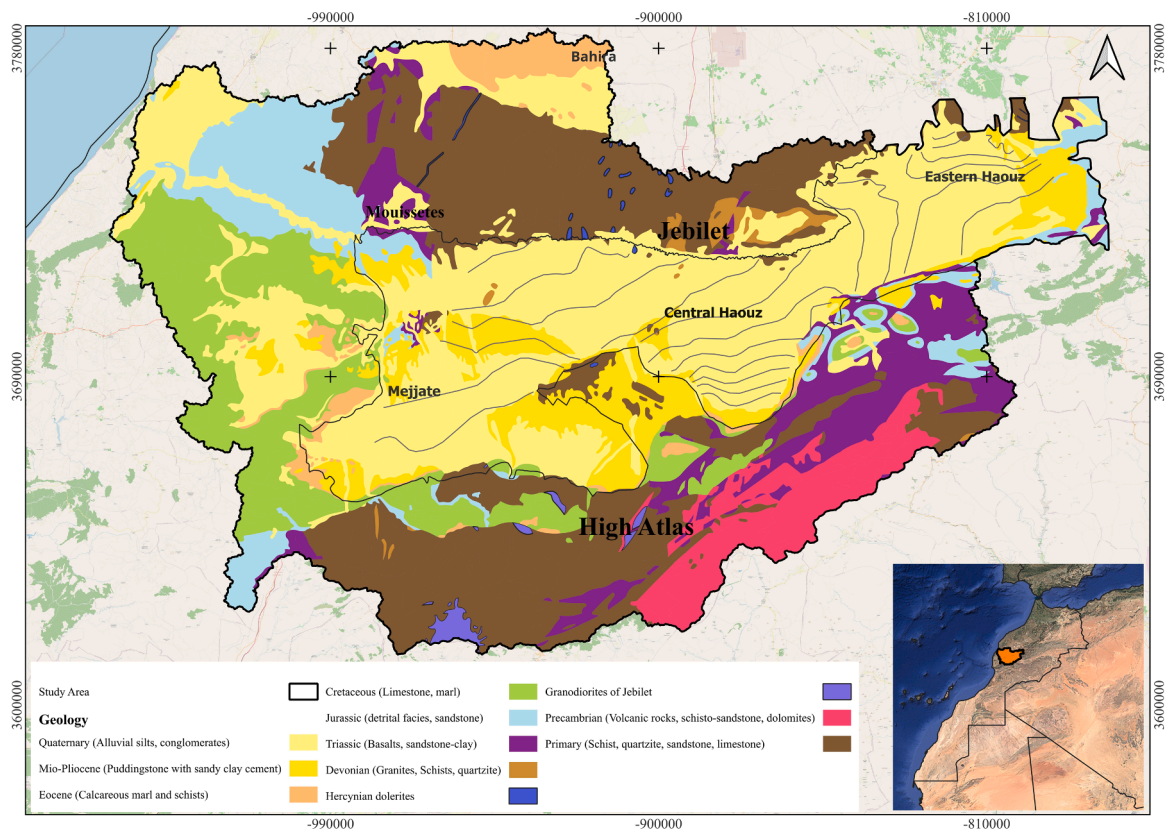 -990000 -900000 -810000
3780000 3780000
Bahira
Eastern Haouz
Mouissetes
Jebilet
Central Haouz
3690000 3690000
Mejjate
High Atlas
Study Area
Geology
Quaternary (Alluvial silts, conglomerates)
Mio-Pliocene (Puddingstone with sandy clay cement)
Eocene (Calcareous marl and schists)
Cretaceous (Limestone, marl)
Jurassic (detrital facies, sandstone)
Triassic (Basalts, sandstone-clay)
Devonian (Granites, Schists, quartzite)
Hercynian dolerites
Granodiorites of Jebilet
Precambrian (Volcanic rocks, schisto-sandstone, dolomites)
Primary (Schist, quartzite, sandstone, limestone)
3600000 3600000
-990000 -900000 -810000